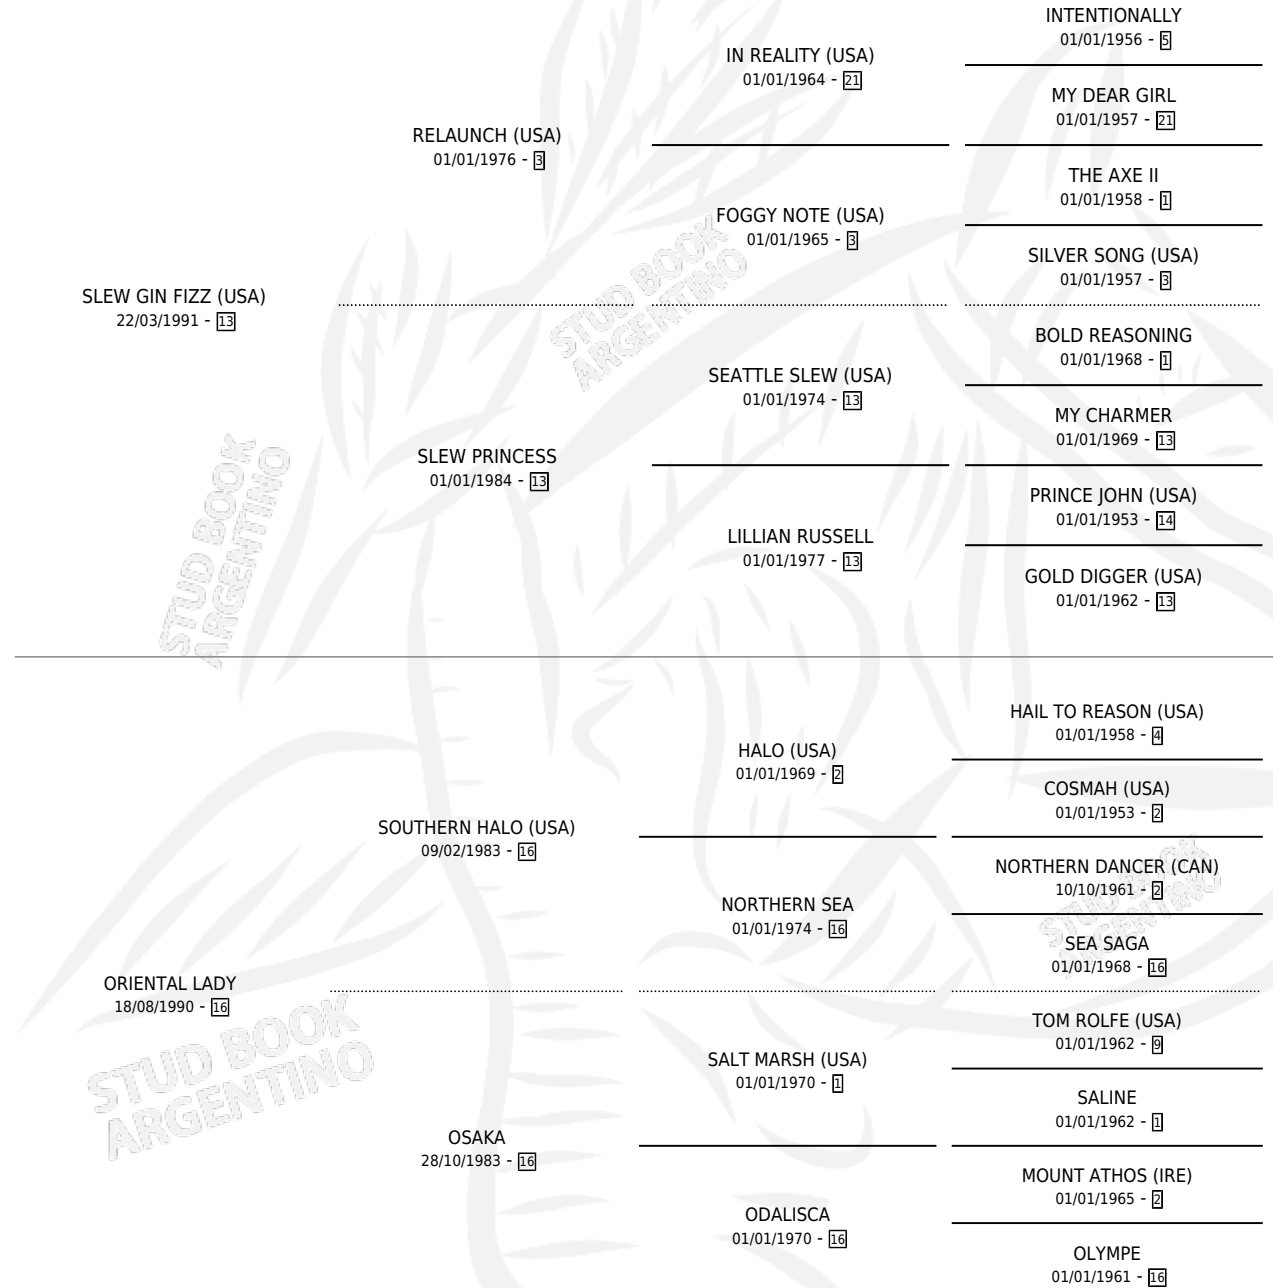 INTENTIONALLY
01/01/1956 - 5
IN REALITY (USA)
01/01/1964 - 21
MY DEAR GIRL
01/01/1957 - 21
RELAUNCH (USA)
01/01/1976 - 3
THE AXE II
01/01/1958 - 1
FOGGY NOTE (USA)
01/01/1965 - 3
SILVER SONG (USA)
01/01/1957 - 3
SLEW GIN FIZZ (USA)
22/03/1991 - 13
STUD BOOK
ARGENTINO
BOLD REASONING
01/01/1968 - 1
SEATTLE SLEW (USA)
01/01/1974 - 13
MY CHARMER
01/01/1969 - 13
SLEW PRINCESS
01/01/1984 - 13
PRINCE JOHN (USA)
01/01/1953 - 14
LILLIAN RUSSELL
01/01/1977 - 13
GOLD DIGGER (USA)
01/01/1962 - 13
STUD BOOK
ARGENTINO
HAIL TO REASON (USA)
01/01/1958 - 4
HALO (USA)
01/01/1969 - 2
COSMAH (USA)
01/01/1953 - 2
SOUTHERN HALO (USA)
09/02/1983 - 16
NORTHERN DANCER (CAN)
10/10/1961 - 2
NORTHERN SEA
01/01/1974 - 16
STUD BOOK
ARGENTINO
SEA SAGA
01/01/1968 - 16
ORIENTAL LADY
18/08/1990 - 16
STUD BOOK
ARGENTINO
TOM ROLFE (USA)
01/01/1962 - 9
SALT MARSH (USA)
01/01/1970 - 1
SALINE
01/01/1962 - 1
OSAKA
28/10/1983 - 16
MOUNT ATHOS (IRE)
01/01/1965 - 2
ODALISCA
01/01/1970 - 16
OLYMPE
01/01/1961 - 16